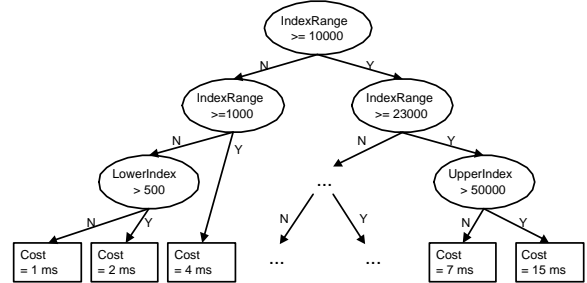 IndexRange
>= 10000
N
Y
IndexRange
>=1000
IndexRange
>= 23000
N
Y
N
Y
LowerIndex
> 500
...
UpperIndex
> 50000
N
Y
N
Y
N
Y
Cost
= 1 ms
Cost
= 2 ms
Cost
= 4 ms
...
...
Cost
= 7 ms
Cost
= 15 ms